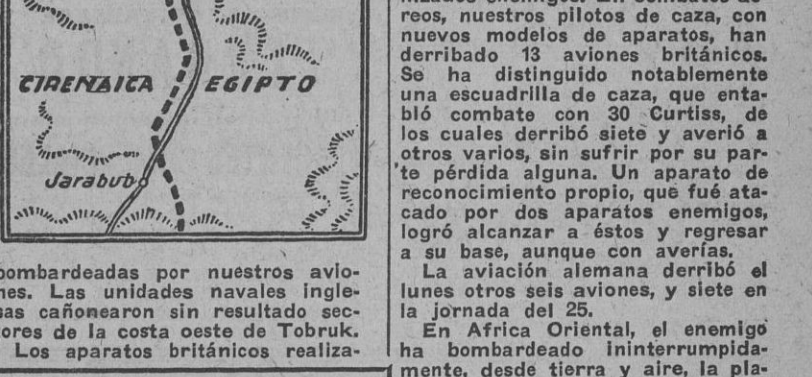 CIRENAICA EGIPTO
Jarabub
bombardeadas por nuestros avio-
nes. Las unidades navales ingle-
sas cañonearon sin resultado sec-
ores de la costa oeste de Tobruk.
Los aparatos británicos realiza-
reos, nuestros pilotos de caza, con
nuevos modelos de aparatos, han
derribado 13 aviones británicos.
Se ha distinguido notablemente
una escuadrilla de caza, que enta-
bló combate con 30 Curtiss, de
los cuales derribó siete y averió a
otros varios, sin sufrir por su par-
te pérdida alguna. Un aparato de
reconocimiento propio, que fué ata-
cado por dos aparatos enemigos,
logró alcanzar a éstos y regresar
a su base, aunque con averías.
La aviación alemana derribó el
lunes otros seis aviones, y siete en
la jornada del 25.
En Africa Oriental, el enemigo
ha bombardeado ininterrumpida-
mente, desde tierra y aire, la pla-